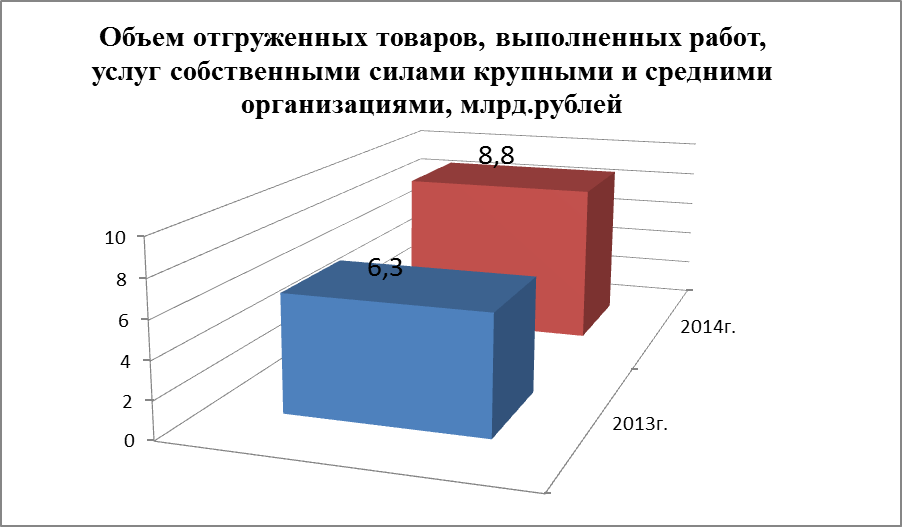 Объем отгруженных товаров, выполненных работ,
услуг собственными силами крупными и средними
организациями, млрд.рублей
8,8
6,3
10
8
6
4
2
0
2014г.
2013г.